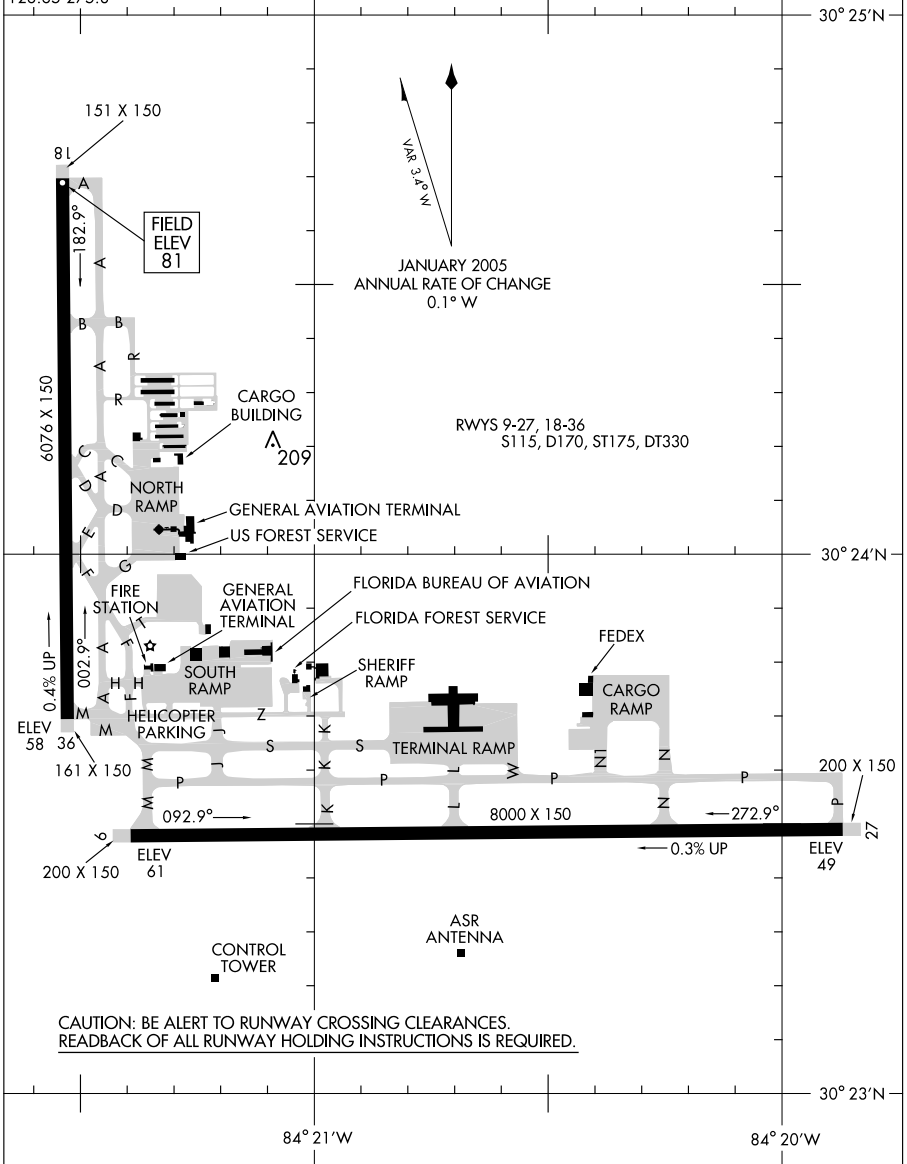 30° 25'N
151 X 150
18
A
VAR 3.4° W
182.9°
FIELD
ELEV
81
A
JANUARY 2005
ANNUAL RATE OF CHANGE
0.1° W
B B
R
A
6076 X 150
R
CARGO
BUILDING
RWYS 9-27, 18-36
S115, D170, ST175, DT330
209
C C
A
D
NORTH
RAMP
D
GENERAL AVIATION TERMINAL
E
US FOREST SERVICE
30° 24'N
F
G
FIRE
STATION
GENERAL
AVIATION
TERMINAL
FLORIDA BUREAU OF AVIATION
FLORIDA FOREST SERVICE
T
F
FEDEX
0.4% UP
002.9°
A
SHERIFF
RAMP
SOUTH
RAMP
H H
CARGO
RAMP
A
F
M
Z
ELEV
58
36
M
HELICOPTER
PARKING
J
K
S S
TERMINAL RAMP
161 X 150
M
J
K
L
W
N1
N
P P P P
200 X 150
M
K
L
N
P
092.9°
8000 X 150
272.9°
9
27
200 X 150
ELEV
61
0.3% UP
ELEV
49
ASR
ANTENNA
CONTROL
TOWER
CAUTION: BE ALERT TO RUNWAY CROSSING CLEARANCES.
READBACK OF ALL RUNWAY HOLDING INSTRUCTIONS IS REQUIRED.
30° 23'N
84° 21'W
84° 20'W